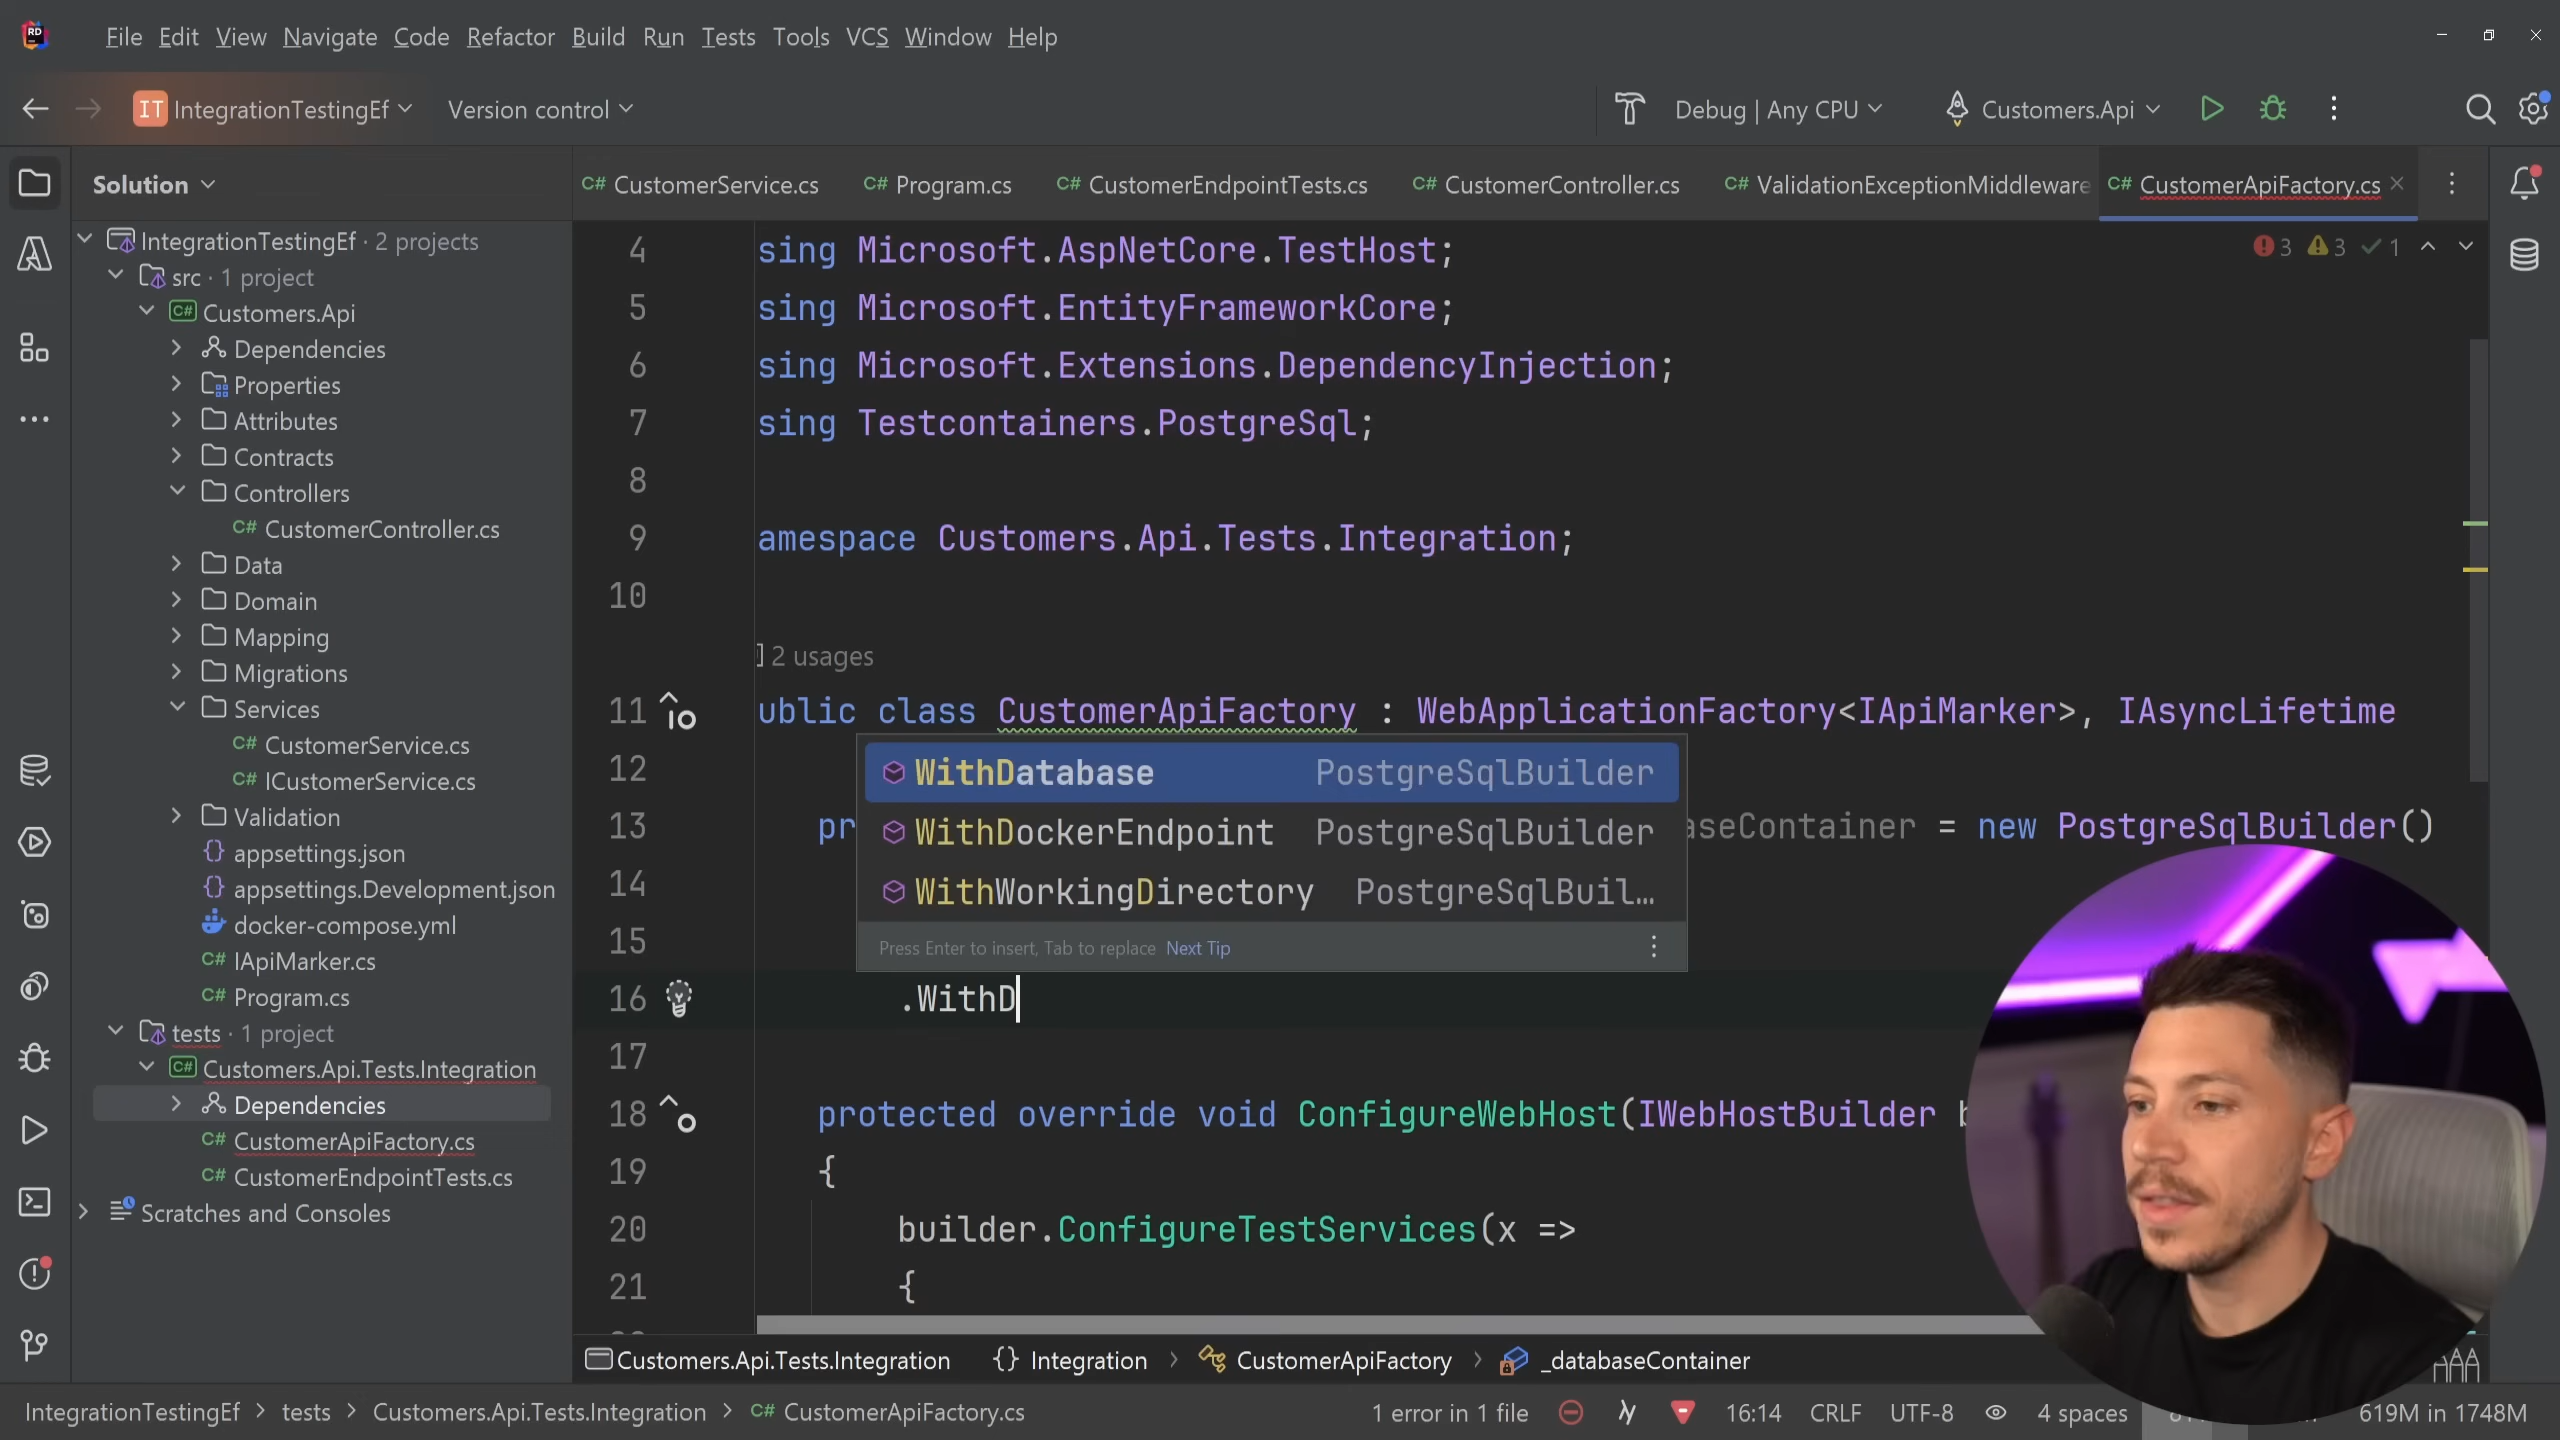 RD File Edit View Navigate Code Refactor Build Run Tests Tools VCS Window Help
IT IntegrationTestingEf Version control Debug | Any CPU Customers.Api
Solution
C# CustomerService.cs C# Program.cs C# CustomerEndpointTests.cs C# CustomerController.cs C# ValidationExceptionMiddleware C# CustomerApiFactory.cs
IntegrationTestingEf · 2 projects
src · 1 project
C# Customers.Api
Dependencies
Properties
Attributes
Contracts
Controllers
C# CustomerController.cs
Data
Domain
Mapping
Migrations
Services
C# CustomerService.cs
C# ICustomerService.cs
Validation
{} appsettings.json
{} appsettings.Development.json
docker-compose.yml
C# IApiMarker.cs
C# Program.cs
tests · 1 project
C# Customers.Api.Tests.Integration
Dependencies
C# CustomerApiFactory.cs
C# CustomerEndpointTests.cs
Scratches and Consoles
3 3 1
4 sing Microsoft.AspNetCore.TestHost;
5 sing Microsoft.EntityFrameworkCore;
6 sing Microsoft.Extensions.DependencyInjection;
7 sing Testcontainers.PostgreSql;
8
9 amespace Customers.Api.Tests.Integration;
10
2 usages
11 ublic class CustomerApiFactory : WebApplicationFactory<IApiMarker>, IAsyncLifetime
12
13 pr aseContainer = new PostgreSqlBuilder()
14
15
WithDatabase PostgreSqlBuilder
WithDockerEndpoint PostgreSqlBuilder
WithWorkingDirectory PostgreSqlBuil…
Press Enter to insert, Tab to replace Next Tip
16 .WithD
17
18 protected override void ConfigureWebHost(IWebHostBuilder b
19 {
20 builder.ConfigureTestServices(x =>
21 {
Customers.Api.Tests.Integration {} Integration CustomerApiFactory _databaseContainer
IntegrationTestingEf tests Customers.Api.Tests.Integration C# CustomerApiFactory.cs 1 error in 1 file 16:14 CRLF UTF-8 4 spaces 619M in 1748M